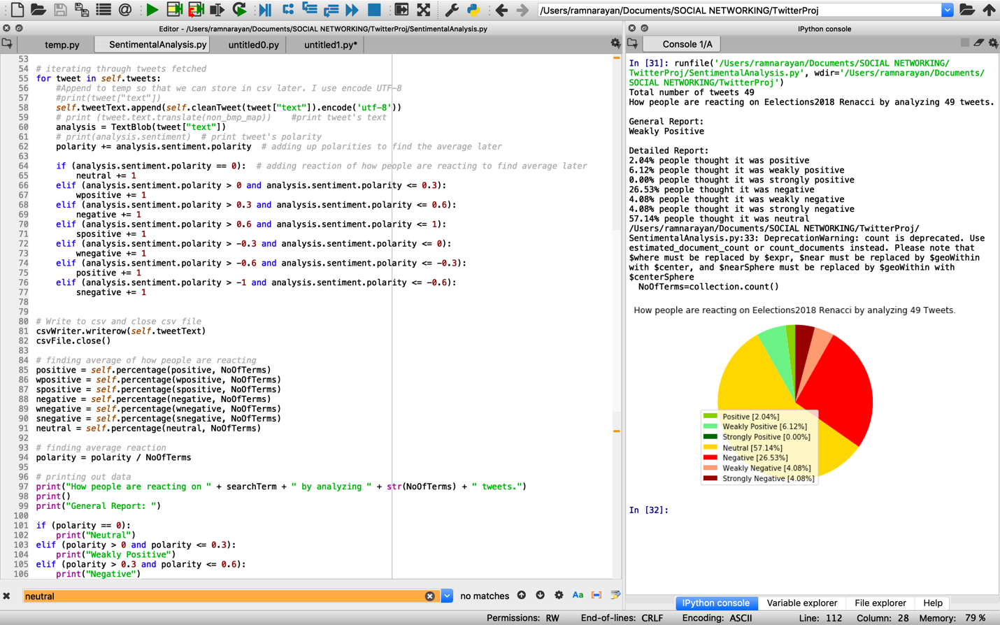 /Users/ramnarayan/Documents/SOCIAL NETWORKING/TwitterProj
Editor - /Users/ramnarayan/Documents/SOCIAL NETWORKING/TwitterProj/SentimentalAnalysis.py
temp.py
SentimentalAnalysis.py
untitled0.py
untitled1.py*
53
54 # iterating through tweets fetched
55 for tweet in self.tweets:
56     #Append to temp so that we can store in csv later. I use encode UTF-8
57     #print(tweet["text"])
58     self.tweetText.append(self.cleanTweet(tweet["text"]).encode('utf-8'))
59     # print (tweet.text.translate(non_bmp_map))    #print tweet's text
60     analysis = TextBlob(tweet["text"])
61     # print(analysis.sentiment)  # print tweet's polarity
62     polarity += analysis.sentiment.polarity  # adding up polarities to find the average later
63
64     if (analysis.sentiment.polarity == 0):  # adding reaction of how people are reacting to find average later
65         neutral += 1
66     elif (analysis.sentiment.polarity > 0 and analysis.sentiment.polarity <= 0.3):
67         wpositive += 1
68     elif (analysis.sentiment.polarity > 0.3 and analysis.sentiment.polarity <= 0.6):
69         negative += 1
70     elif (analysis.sentiment.polarity > 0.6 and analysis.sentiment.polarity <= 1):
71         spositive += 1
72     elif (analysis.sentiment.polarity > -0.3 and analysis.sentiment.polarity <= 0):
73         wnegative += 1
74     elif (analysis.sentiment.polarity > -0.6 and analysis.sentiment.polarity <= -0.3):
75         positive += 1
76     elif (analysis.sentiment.polarity > -1 and analysis.sentiment.polarity <= -0.6):
77         snegative += 1
78
79
80 # Write to csv and close csv file
81 csvWriter.writerow(self.tweetText)
82 csvFile.close()
83
84 # finding average of how people are reacting
85 positive = self.percentage(positive, NoOfTerms)
86 wpositive = self.percentage(wpositive, NoOfTerms)
87 spositive = self.percentage(spositive, NoOfTerms)
88 negative = self.percentage(negative, NoOfTerms)
89 wnegative = self.percentage(wnegative, NoOfTerms)
90 snegative = self.percentage(snegative, NoOfTerms)
91 neutral = self.percentage(neutral, NoOfTerms)
92
93 # finding average reaction
94 polarity = polarity / NoOfTerms
95
96 # printing out data
97 print("How people are reacting on " + searchTerm + " by analyzing " + str(NoOfTerms) + " tweets.")
98 print()
99 print("General Report: ")
100
101 if (polarity == 0):
102     print("Neutral")
103 elif (polarity > 0 and polarity <= 0.3):
104     print("Weakly Positive")
105 elif (polarity > 0.3 and polarity <= 0.6):
106     print("Negative")
neutral
no matches
Aa
IPython console
Console 1/A
In [31]: runfile('/Users/ramnarayan/Documents/SOCIAL NETWORKING/
TwitterProj/SentimentalAnalysis.py', wdir='/Users/ramnarayan/Documents/
SOCIAL NETWORKING/TwitterProj')
Total number of tweets 49
How people are reacting on Eelections2018 Renacci by analyzing 49 tweets.
General Report:
Weakly Positive
Detailed Report:
2.04% people thought it was positive
6.12% people thought it was weakly positive
0.00% people thought it was strongly positive
26.53% people thought it was negative
4.08% people thought it was weakly negative
4.08% people thought it was strongly negative
57.14% people thought it was neutral
/Users/ramnarayan/Documents/SOCIAL NETWORKING/TwitterProj/
SentimentalAnalysis.py:33: DeprecationWarning: count is deprecated. Use
estimated_document_count or count_documents instead. Please note that
$where must be replaced by $expr, $near must be replaced by $geoWithin
with $center, and $nearSphere must be replaced by $geoWithin with
$centerSphere
  NoOfTerms=collection.count()
How people are reacting on Eelections2018 Renacci by analyzing 49 Tweets.
Positive [2.04%]
Weakly Positive [6.12%]
Strongly Positive [0.00%]
Neutral [57.14%]
Negative [26.53%]
Weakly Negative [4.08%]
Strongly Negative [4.08%]
In [32]:
IPython console
Variable explorer
File explorer
Help
Permissions: RW
End-of-lines: CRLF
Encoding: ASCII
Line: 112
Column: 28
Memory: 79 %